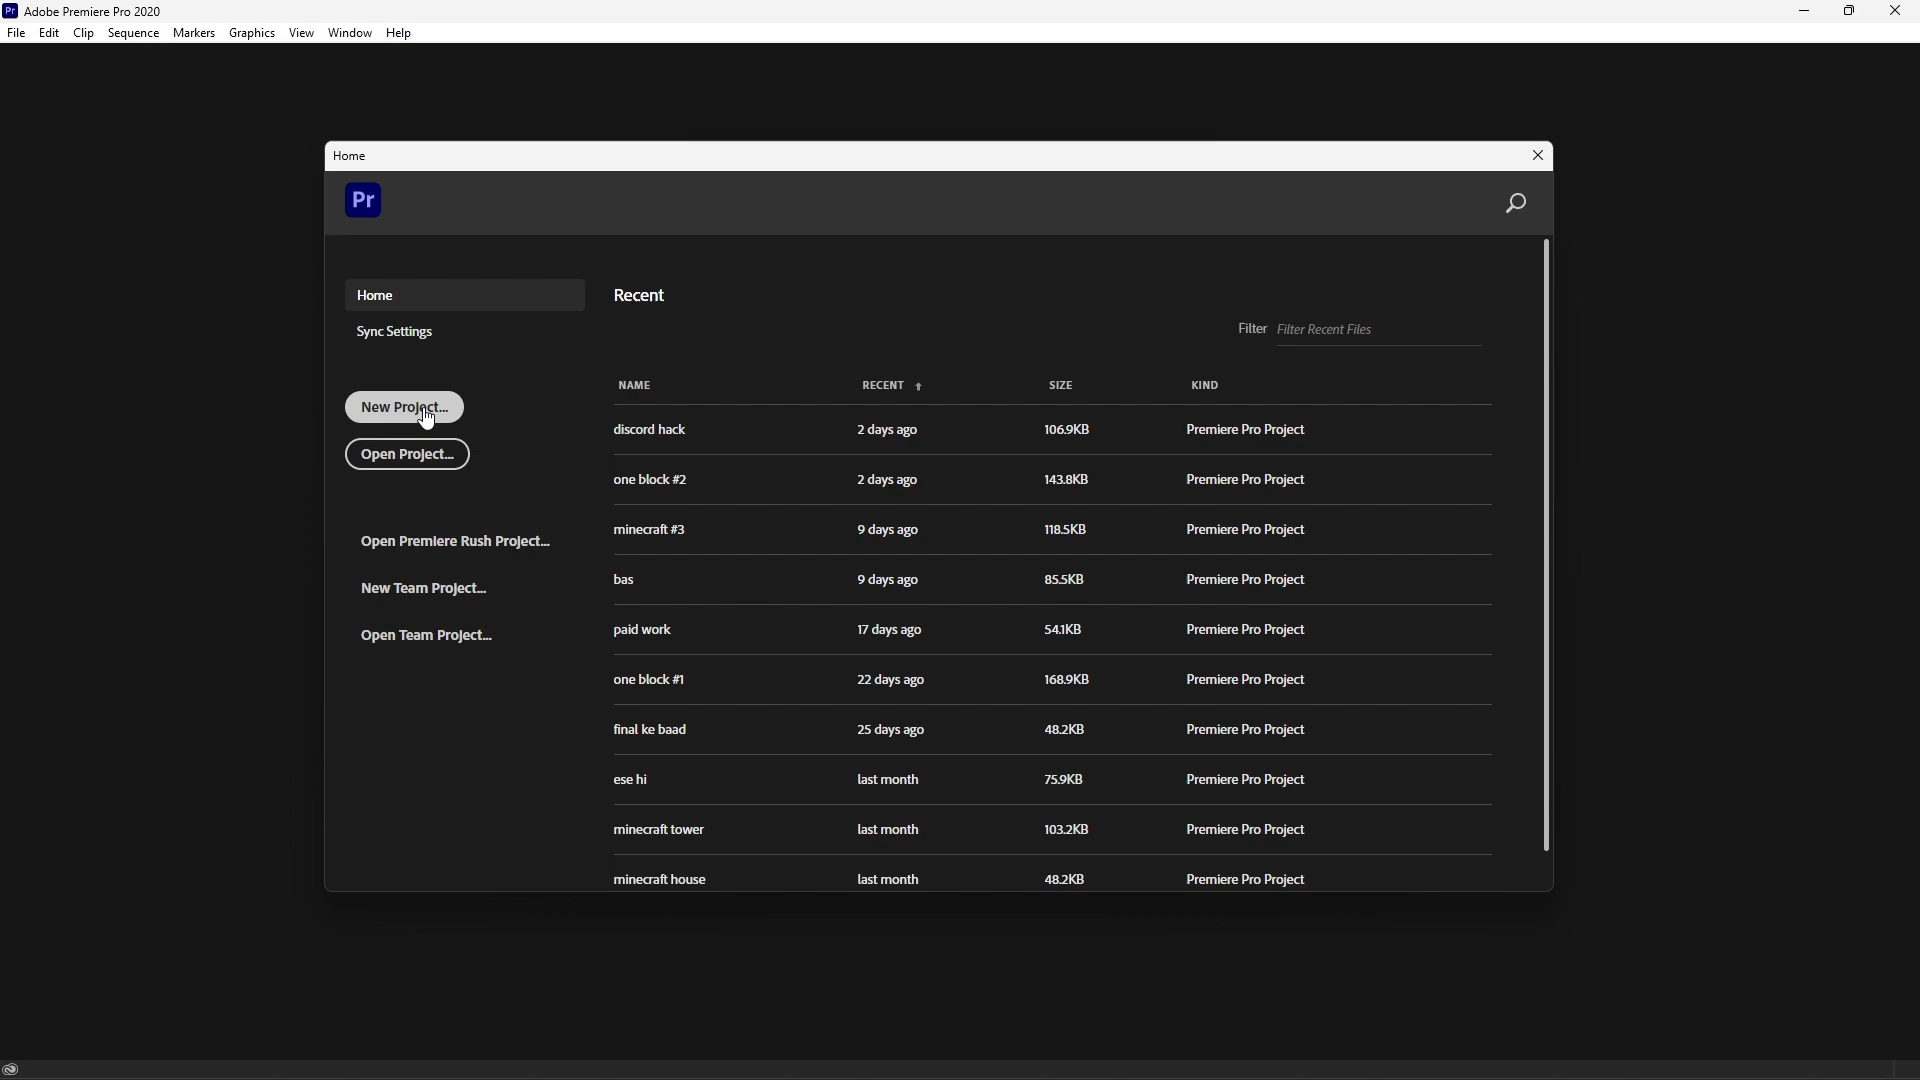 Pr Adobe Premiere Pro 2020
File Edit Clip Sequence Markers Graphics View Window Help
Home
Pr
Home
Sync Settings
New Project...
Open Project...
Open Premiere Rush Project...
New Team Project...
Open Team Project...
Recent
Filter Filter Recent Files
NAME RECENT SIZE KIND
discord hack 2 days ago 106.9KB Premiere Pro Project
one block #2 2 days ago 143.8KB Premiere Pro Project
minecraft #3 9 days ago 118.5KB Premiere Pro Project
bas 9 days ago 85.5KB Premiere Pro Project
paid work 17 days ago 54.1KB Premiere Pro Project
one block #1 22 days ago 168.9KB Premiere Pro Project
final ke baad 25 days ago 48.2KB Premiere Pro Project
ese hi last month 75.9KB Premiere Pro Project
minecraft tower last month 103.2KB Premiere Pro Project
minecraft house last month 48.2KB Premiere Pro Project